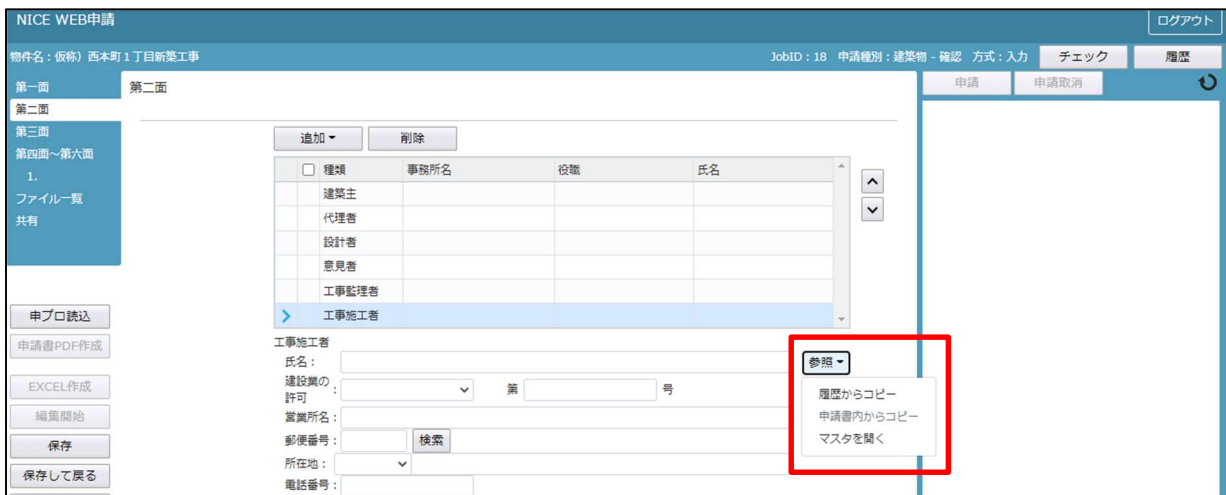 NICE WEB申請
ログアウト
物件名：仮称）西本町１丁目新築工事
JobID：18 申請種別：建築物 - 確認 方式：入力
チェック
履歴
第一面
第二面
第三面
第四面～第六面
1.
ファイル一覧
共有
第二面
申請
申請取消
追加
削除
種類 事務所名 役職 氏名
建築主
代理者
設計者
意見者
工事監理者
工事施工者
申プロ読込
申請書PDF作成
EXCEL作成
編集開始
保存
保存して戻る
工事施工者
氏名：
参照
建設業の許可： 第 号
営業所名：
郵便番号： 検索
所在地：
電話番号：
履歴からコピー
申請書内からコピー
マスタを開く